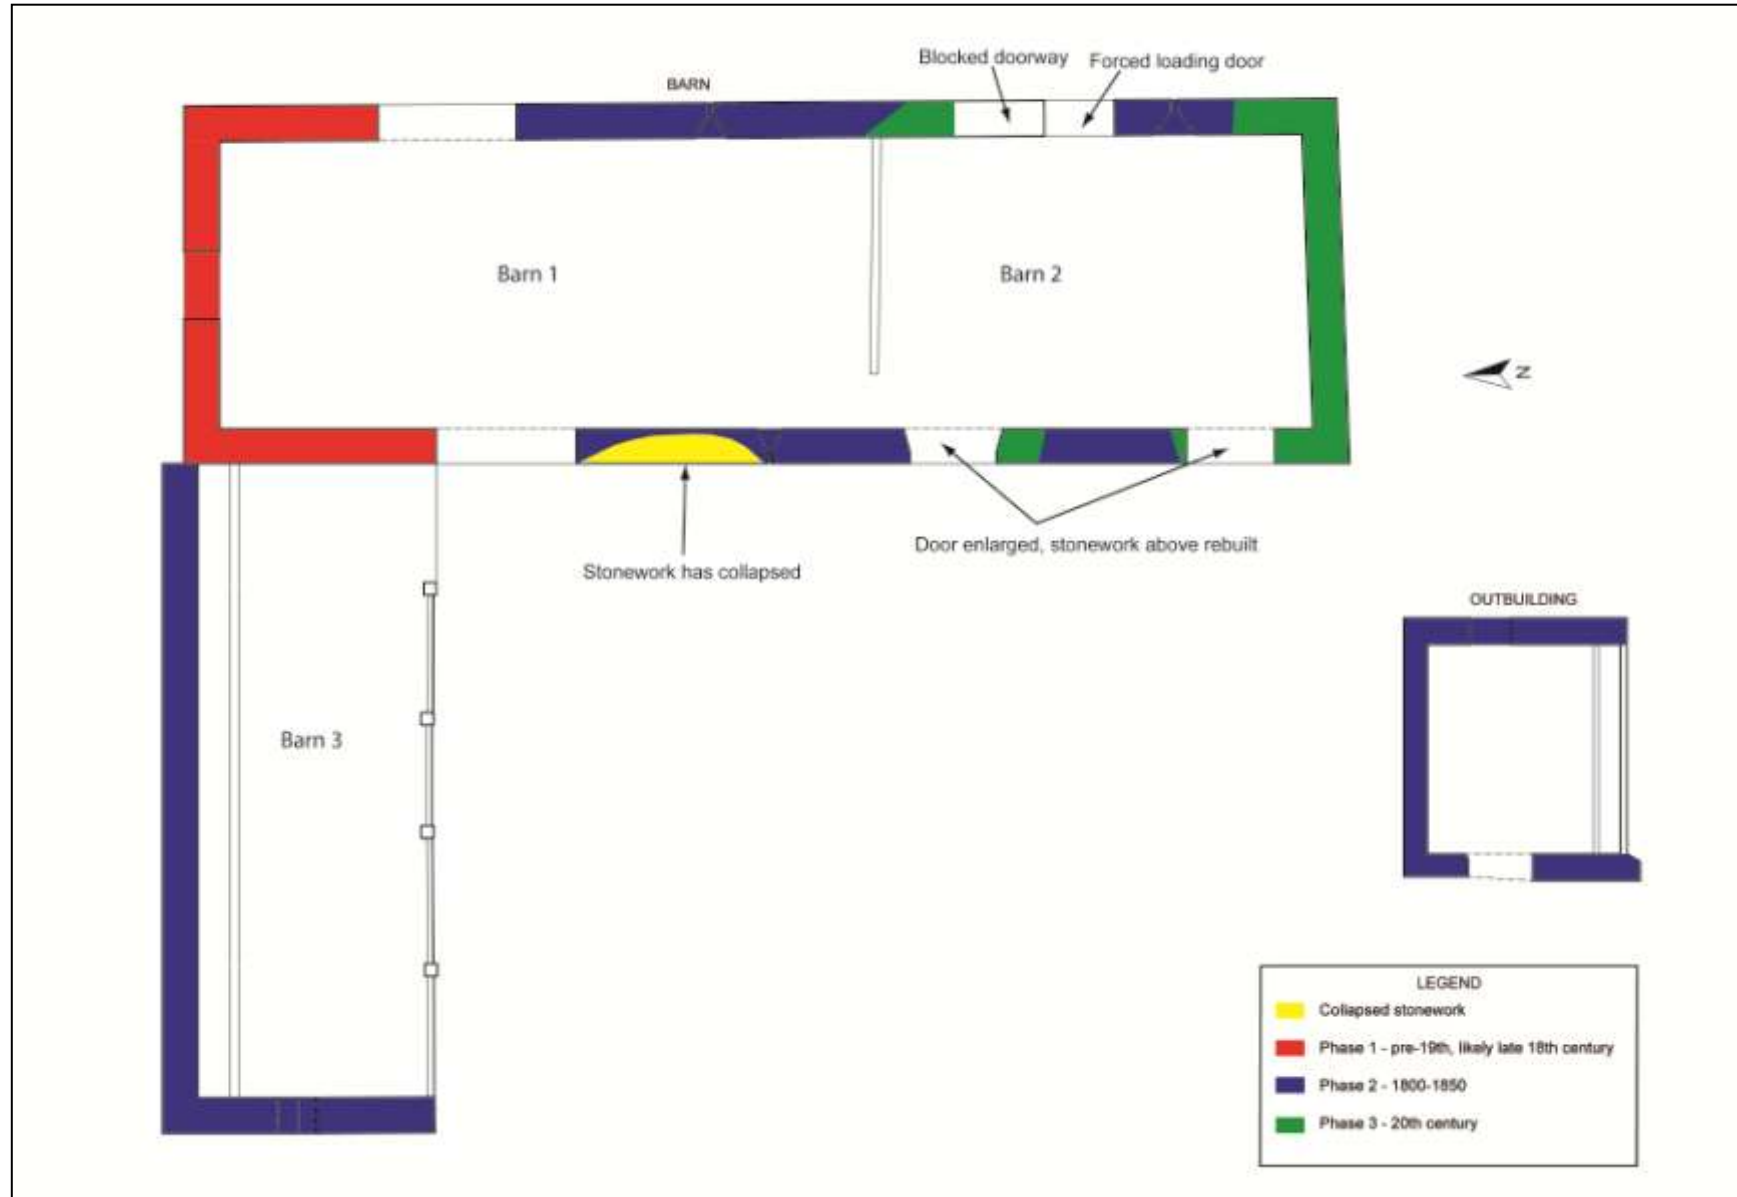 Blocked doorway
Forced loading door
BARN
Barn 1
Barn 2
N
Door enlarged, stonework above rebuilt
Stonework has collapsed
OUTBUILDING
Barn 3
LEGEND
Collapsed stonework
Phase 1 - pre-19th, likely late 18th century
Phase 2 - 1800-1850
Phase 3 - 20th century